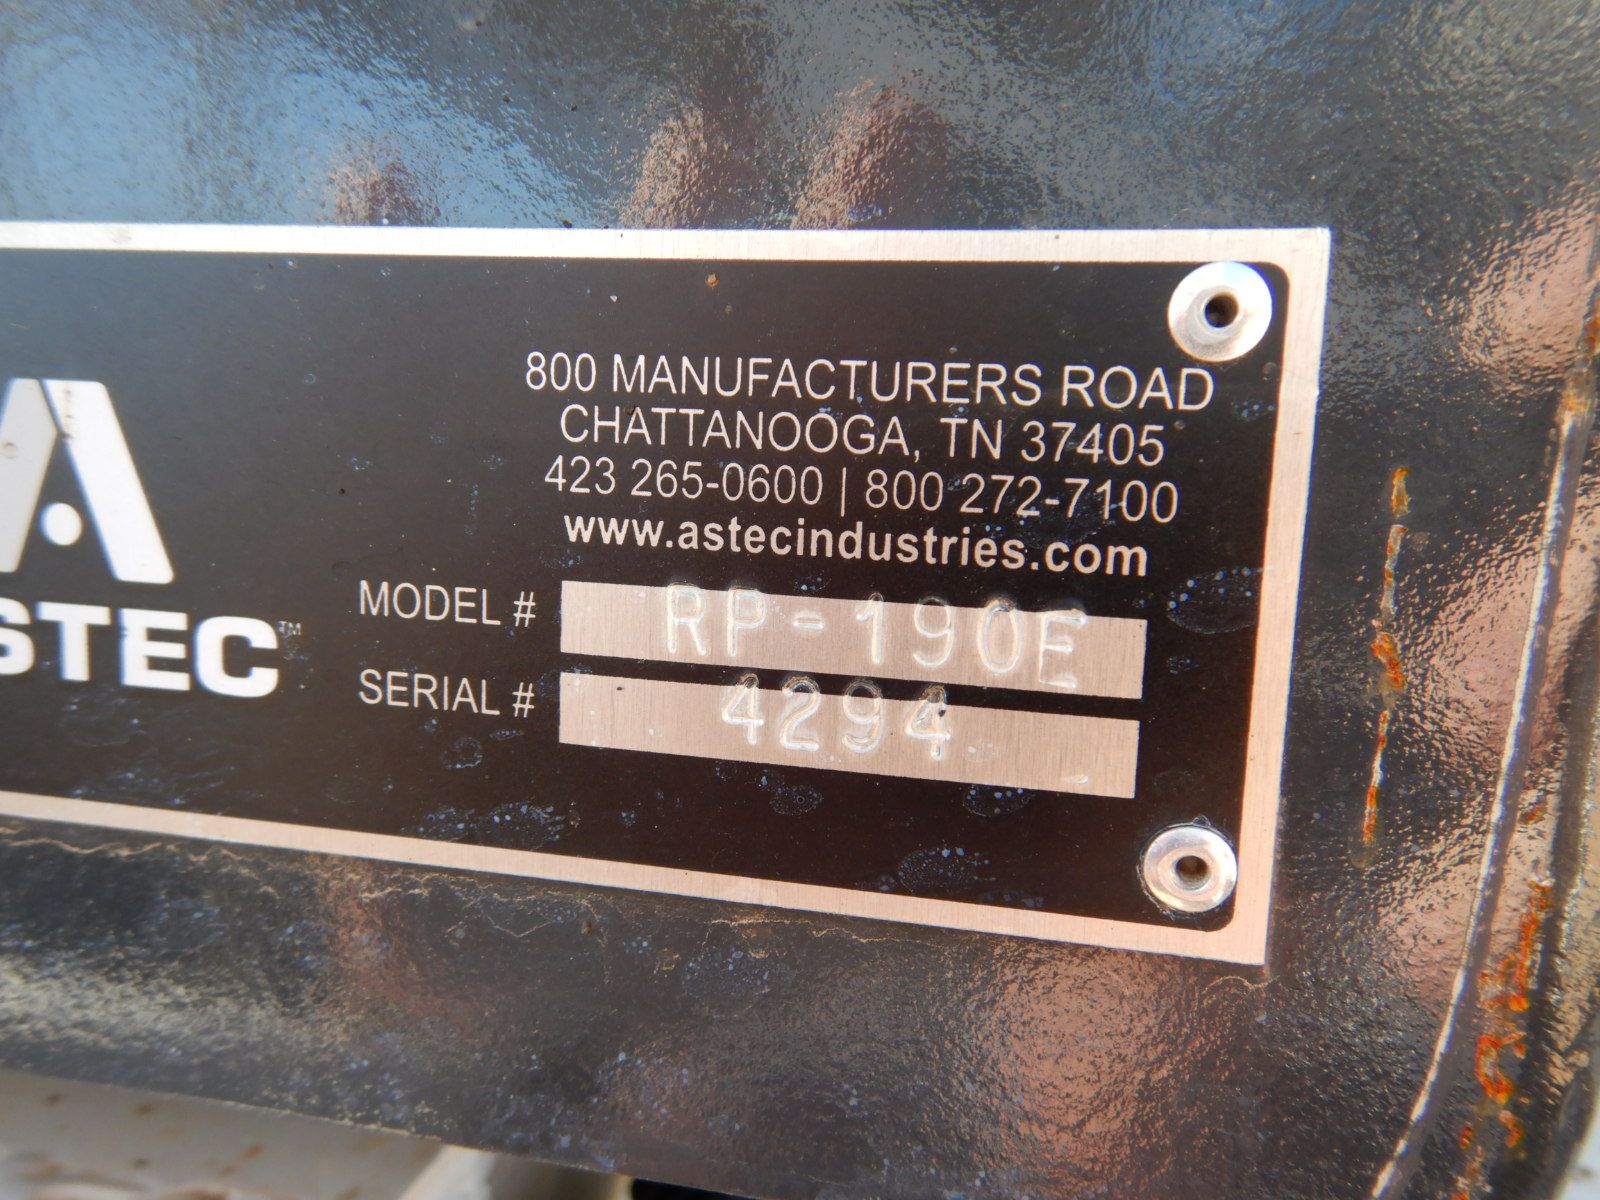 800 MANUFACTURERS ROAD
CHATTANOOGA, TN 37405
423 265-0600 | 800 272-7100
www.astecindustries.com
STEC™
MODEL # RP-190E
SERIAL # 4294